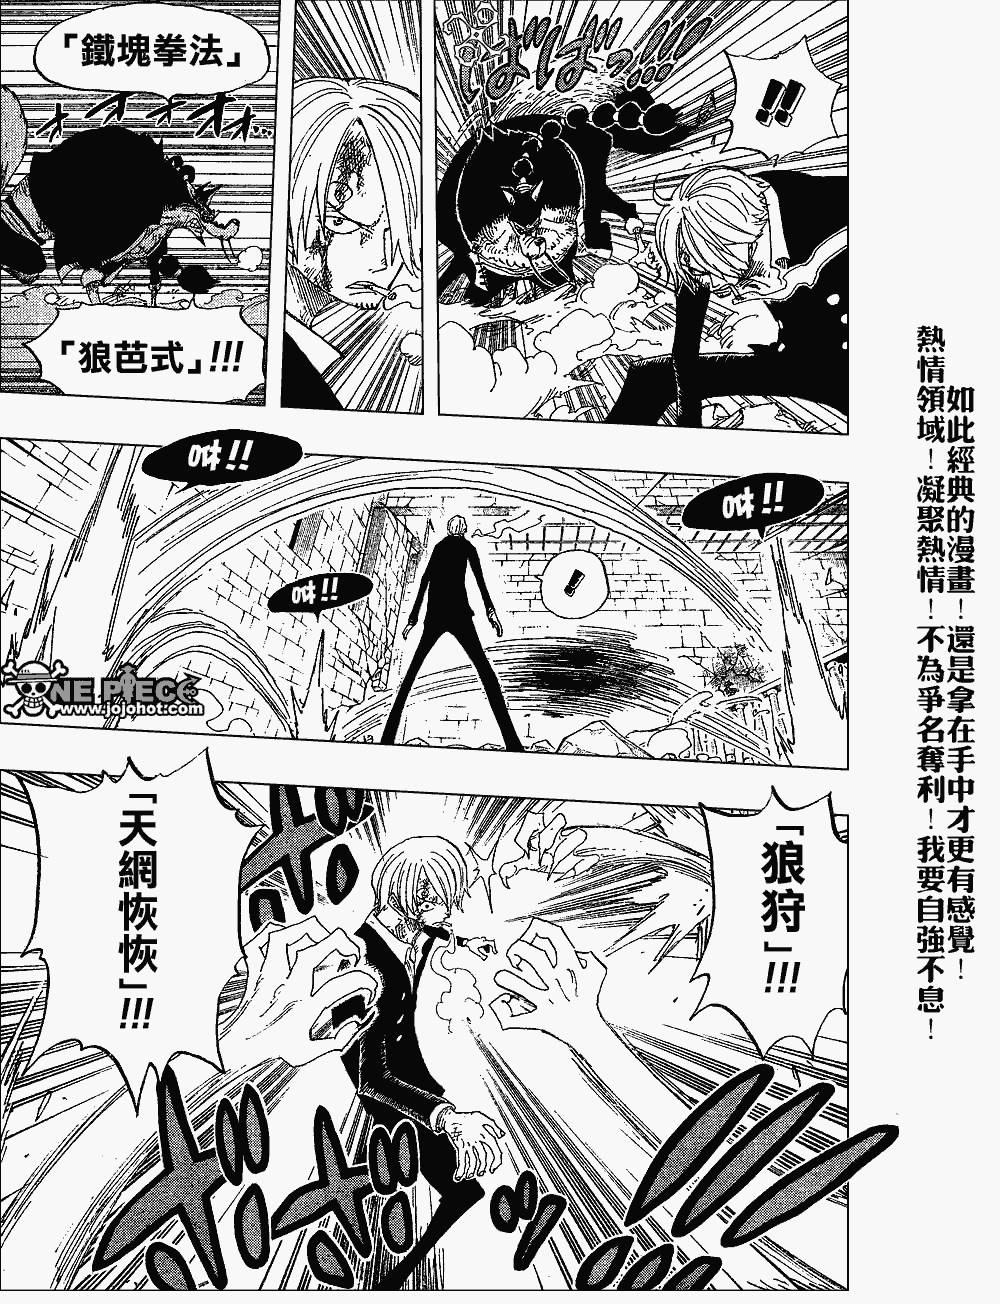 !!
しばばばっ!!!
「鐵塊拳法」
オオオオオ…
「狼芭式」!!!
咻!!
咻!!
咻!!
!
「狼狩」!!!
「天網恢恢」!!!
ONE PIECE
www.jojohot.com
如此經典的漫畫！還是拿在手中才更有感覺！
熱情領域！凝聚熱情！不為爭名奪利！我要自強不息！